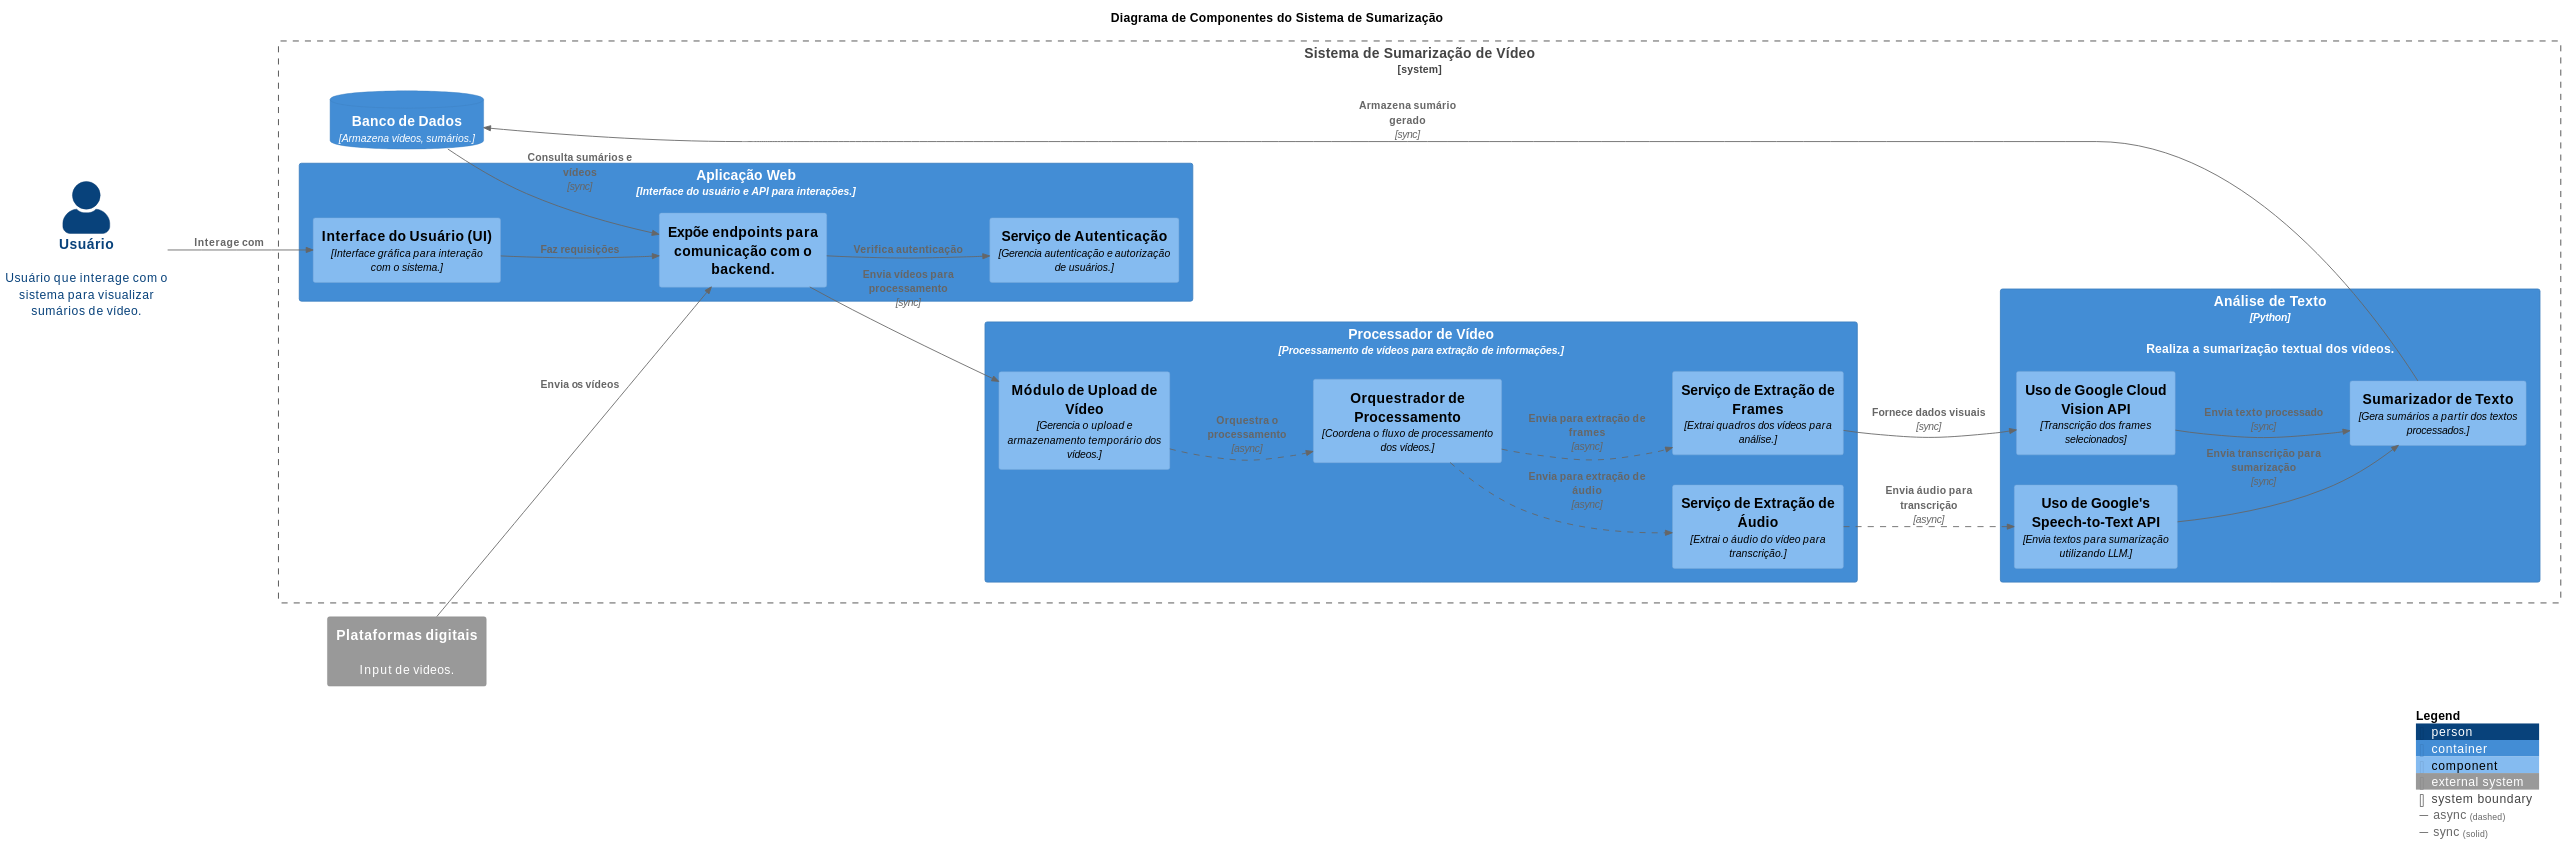 Diagrama de Componentes do Sistema de Sumarização
Sistema de Sumarização de Vídeo
[system]
Armazena sumário
gerado
[sync]
Banco de Dados
[Armazena vídeos, sumários.]
Consulta sumários e
vídeos
[sync]
Aplicação Web
[Interface do usuário e API para interações.]
Usuário
Usuário que interage com o
sistema para visualizar
sumários de vídeo.
Interage com
Interface do Usuário (UI)
[Interface gráfica para interação
com o sistema.]
Faz requisições
Expõe endpoints para
comunicação com o
backend.
Verifica autenticação
Serviço de Autenticação
[Gerencia autenticação e autorização
de usuários.]
Envia vídeos para
processamento
[sync]
Envia os vídeos
Processador de Vídeo
[Processamento de vídeos para extração de informações.]
Módulo de Upload de
Vídeo
[Gerencia o upload e
armazenamento temporário dos
vídeos.]
Orquestra o
processamento
[async]
Orquestrador de
Processamento
[Coordena o fluxo de processamento
dos vídeos.]
Envia para extração de
frames
[async]
Envia para extração de
áudio
[async]
Serviço de Extração de
Frames
[Extrai quadros dos vídeos para
análise.]
Serviço de Extração de
Áudio
[Extrai o áudio do vídeo para
transcrição.]
Fornece dados visuais
[sync]
Envia áudio para
transcrição
[async]
Análise de Texto
[Python]
Realiza a sumarização textual dos vídeos.
Uso de Google Cloud
Vision API
[Transcrição dos frames
selecionados]
Envia texto processado
[sync]
Envia transcrição para
sumarização
[sync]
Uso de Google's
Speech-to-Text API
[Envia textos para sumarização
utilizando LLM.]
Sumarizador de Texto
[Gera sumários a partir dos textos
processados.]
Plataformas digitais
Input de videos.
Legend
person
container
component
external system
system boundary
async (dashed)
sync (solid)